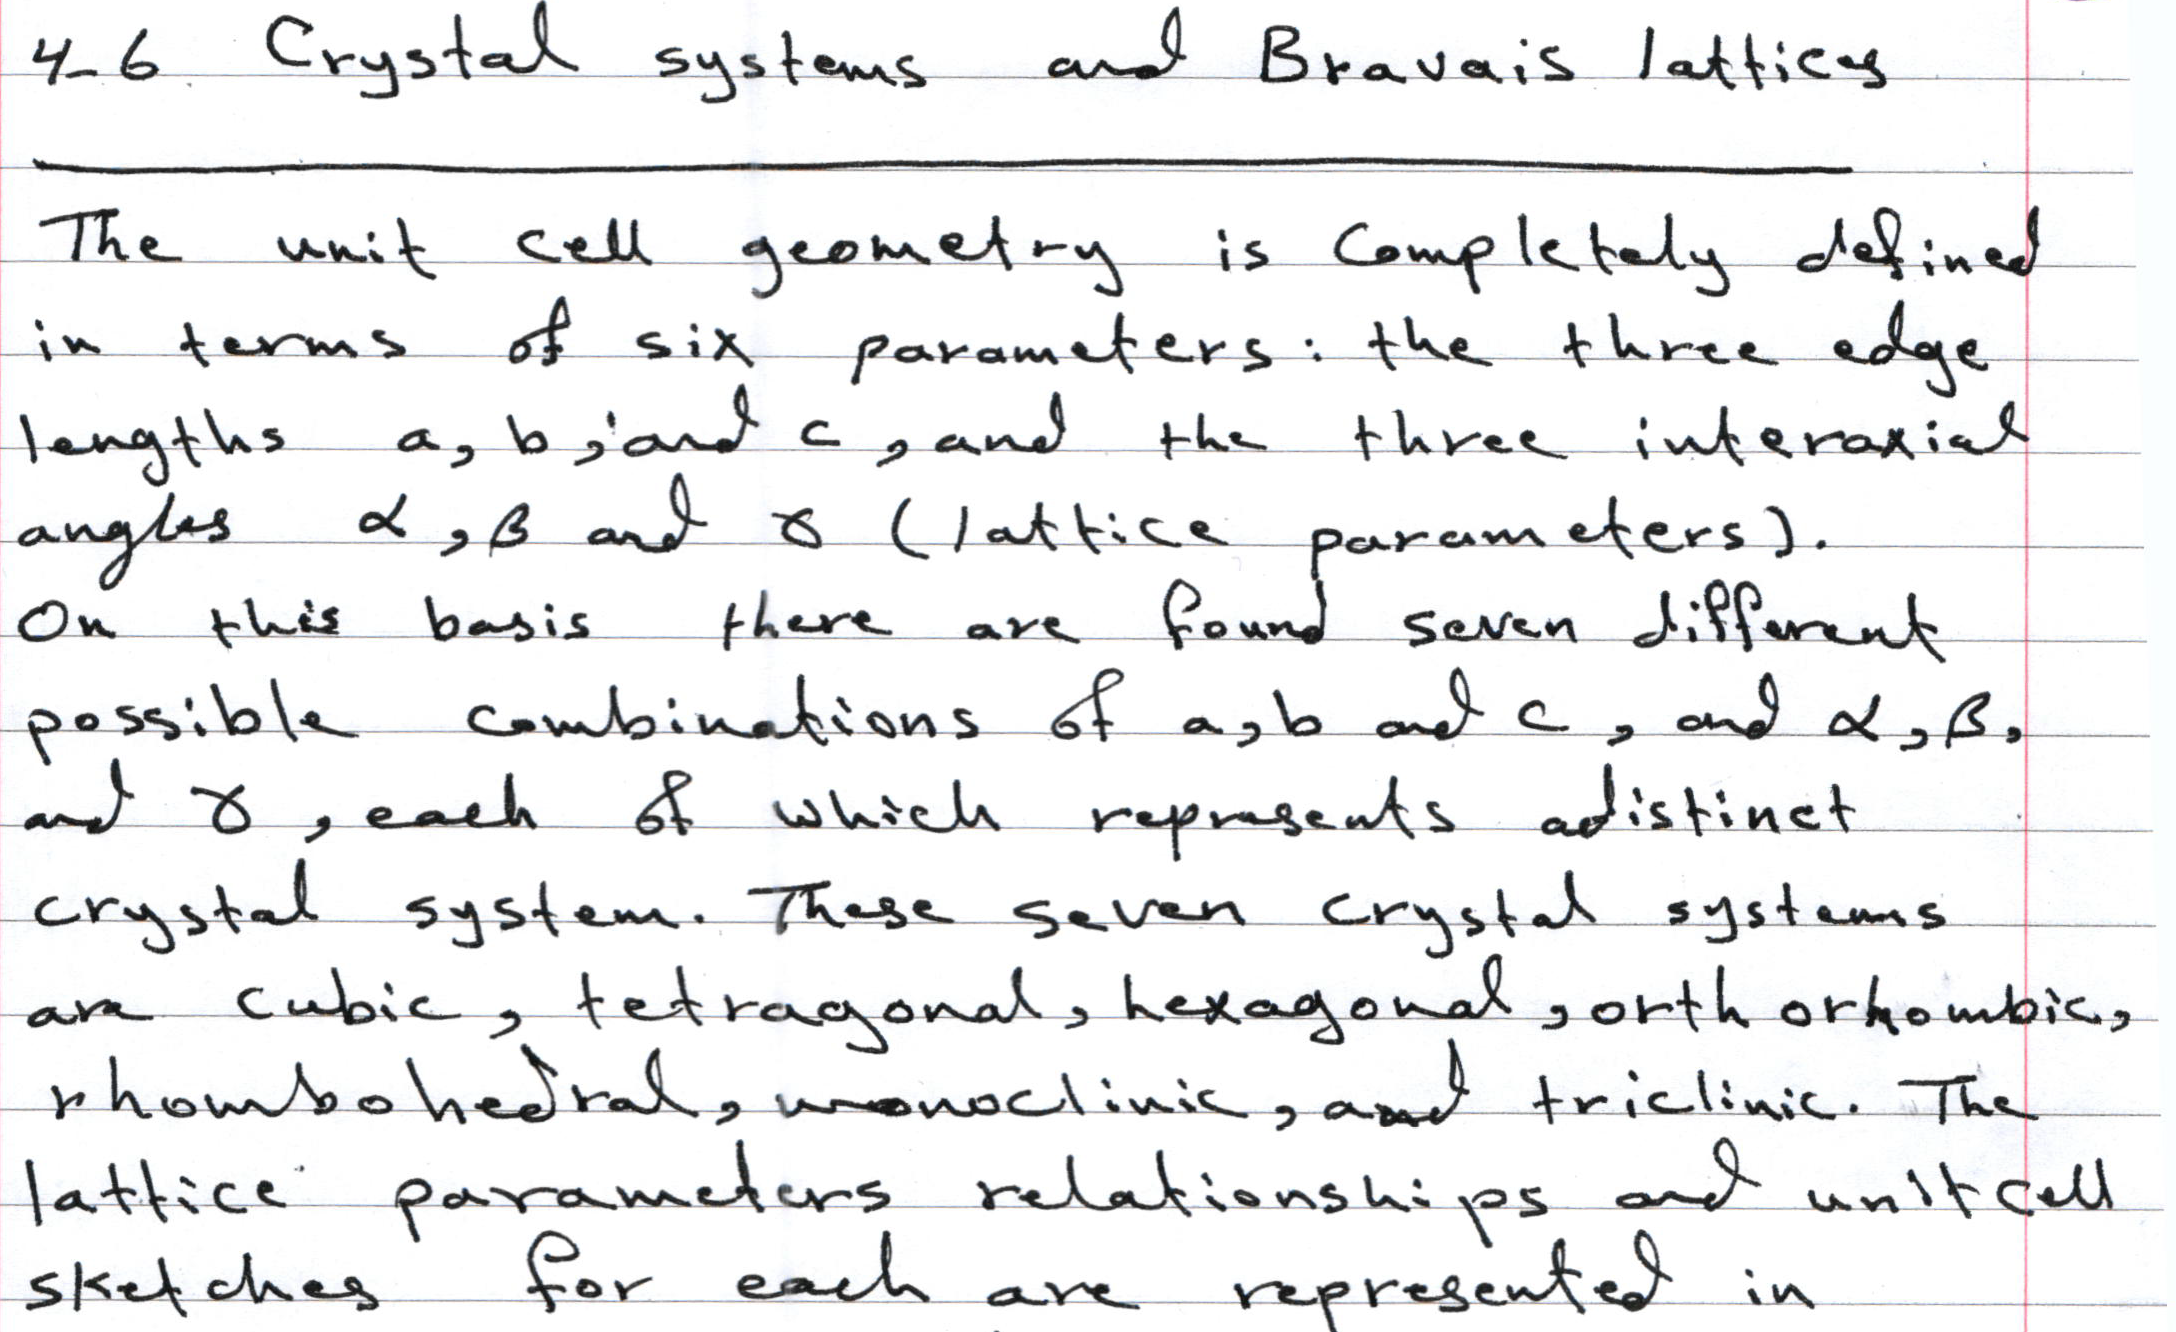 4-6 Crystal systems and Bravais lattices
The unit cell geometry is completely defined
in terms of six parameters: the three edge
lengths a, b, and c, and the three interaxial
angles α, β and γ (lattice parameters).
On this basis there are found seven different
possible combinations of a, b and c, and α, β,
and γ, each of which represents adistinct
crystal system. These seven crystal systems
are cubic, tetragonal, hexagonal, orthorhombic,
rhombohedral, monoclinic, and triclinic. The
lattice parameters relationships and unit cell
sketches for each are represented in